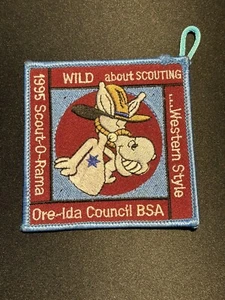 WILD about SCOUTING
...Western Style
1995 Scout-O-Rama
Ore-Ida Council BSA